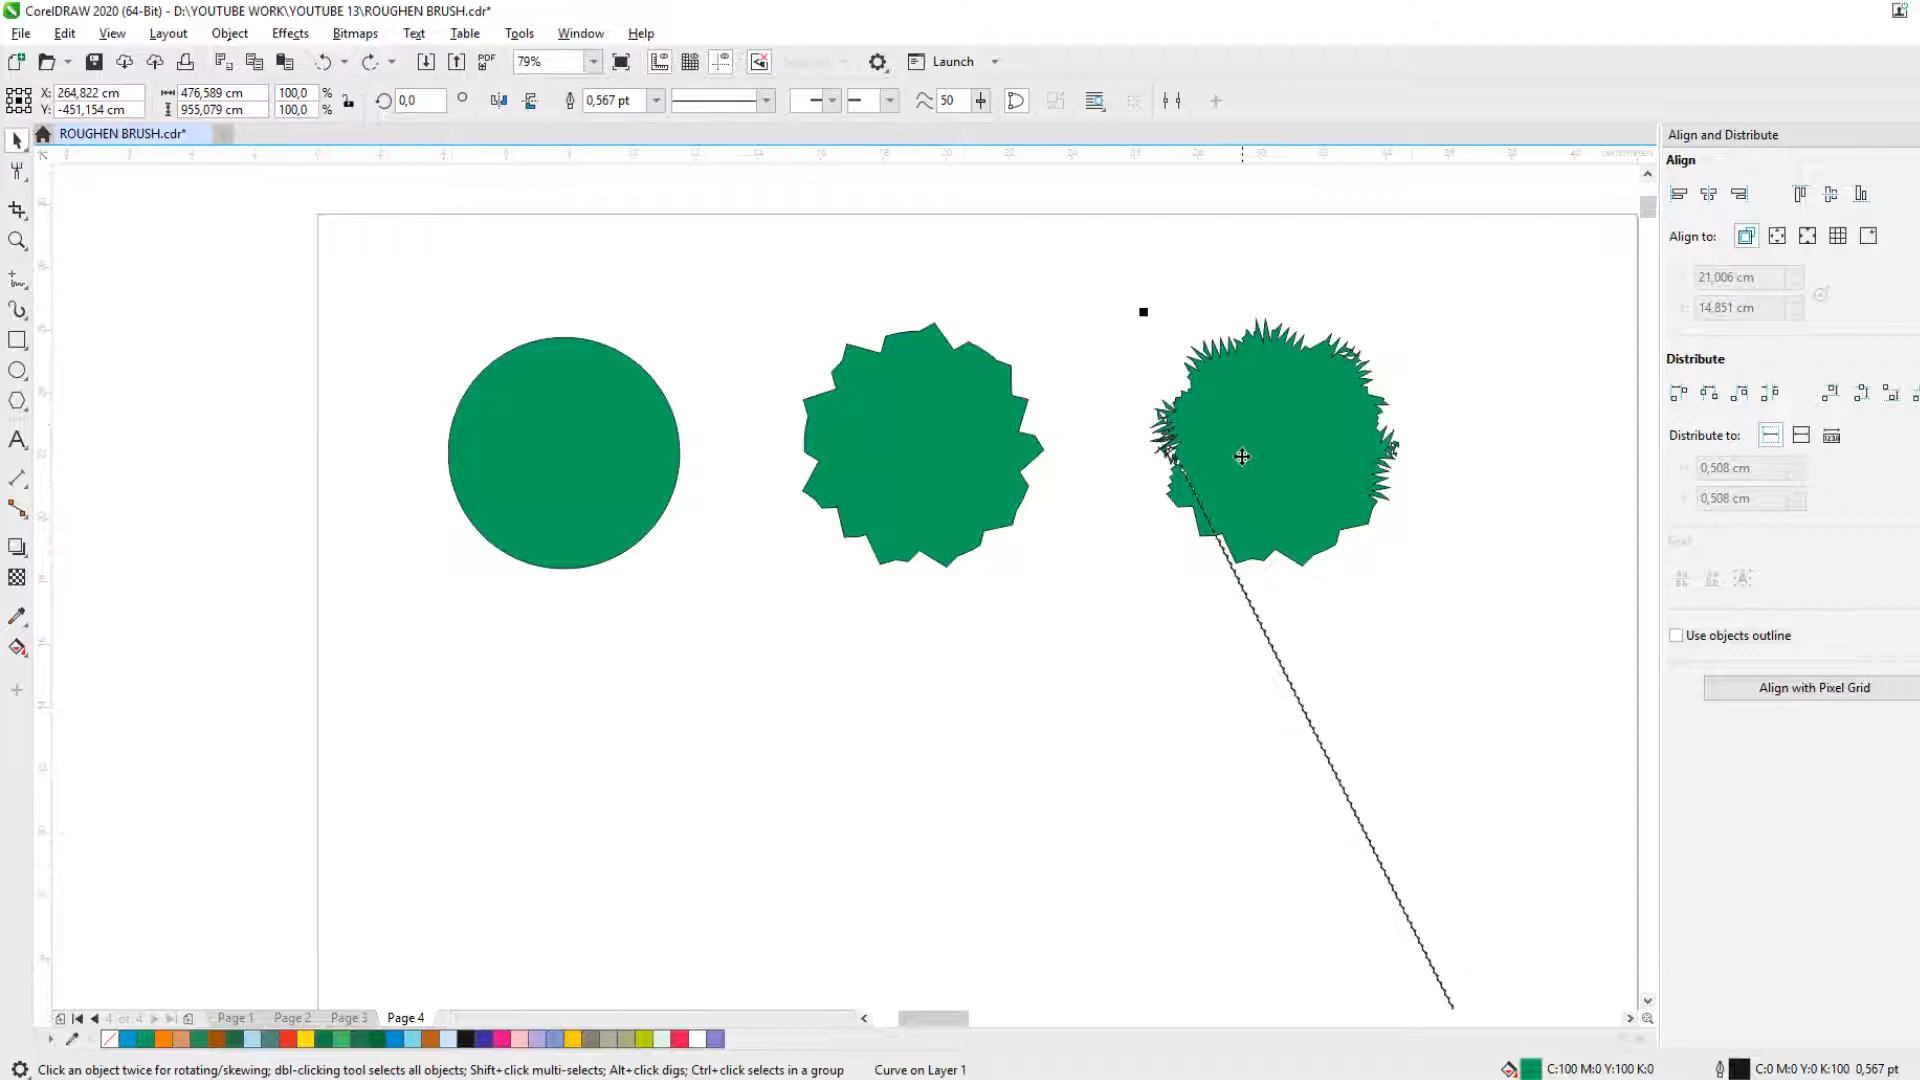 CorelDRAW 2020 (64-Bit) - D:\YOUTUBE WORK\YOUTUBE 13\ROUGHEN BRUSH.cdr*
File Edit View Layout Object Effects Bitmaps Text Table Tools Window Help
PDF 79% Launch
X: 264,822 cm 476,589 cm 100,0 % 0,0 0,567 pt 50
Y: -451,154 cm 955,079 cm 100,0 %
ROUGHEN BRUSH.cdr*
Align and Distribute
Align
Align to:
21,006 cm
14,851 cm
Distribute
Distribute to:
0,508 cm
0,508 cm
Use objects outline
Align with Pixel Grid
4 of 4 Page 1 Page 2 Page 3 Page 4
Click an object twice for rotating/skewing; dbl-clicking tool selects all objects; Shift+click multi-selects; Alt+click digs; Ctrl+click selects in a group Curve on Layer 1 C:100 M:0 Y:100 K:0 C:0 M:0 Y:0 K:100 0,567 pt